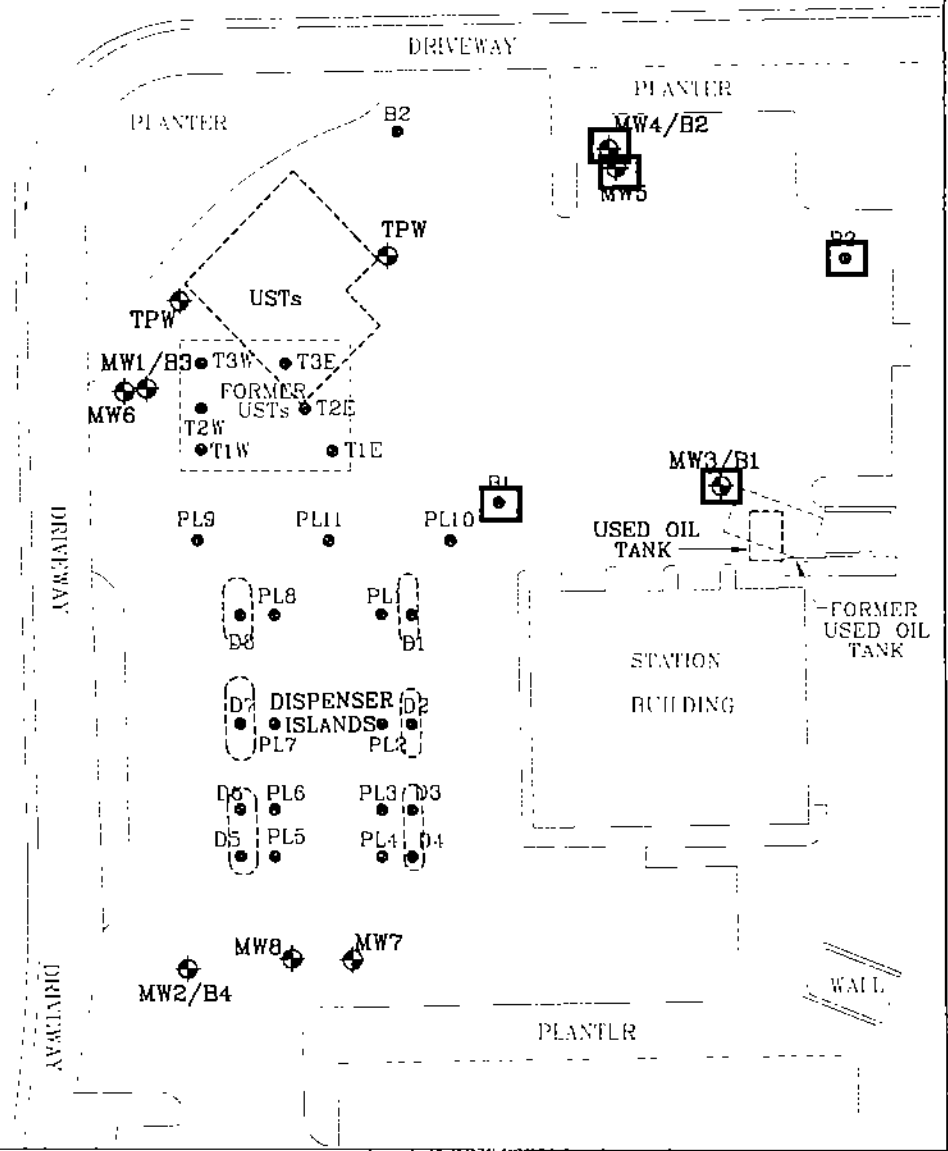 DRIVEWAY
PLANTER
PLANTER
B2
MW4/B2
MW5
B2
TPW
USTs
TPW
MW1/B3
T3W
T3E
MW6
FORMER
USTs
T2E
T2W
T1W
T1E
MW3/B1
B1
PL9
PL11
PL10
USED OIL
TANK
DRIVEWAY
PL8
PL1
D8
D1
FORMER
USED OIL
TANK
STATION
BUILDING
D7
DISPENSER
ISLANDS
D2
PL7
PL2
D6
PL6
PL3
D3
D5
PL5
PL4
D4
MW8
MW7
MW2/B4
DRIVEWAY
WALL
PLANTER